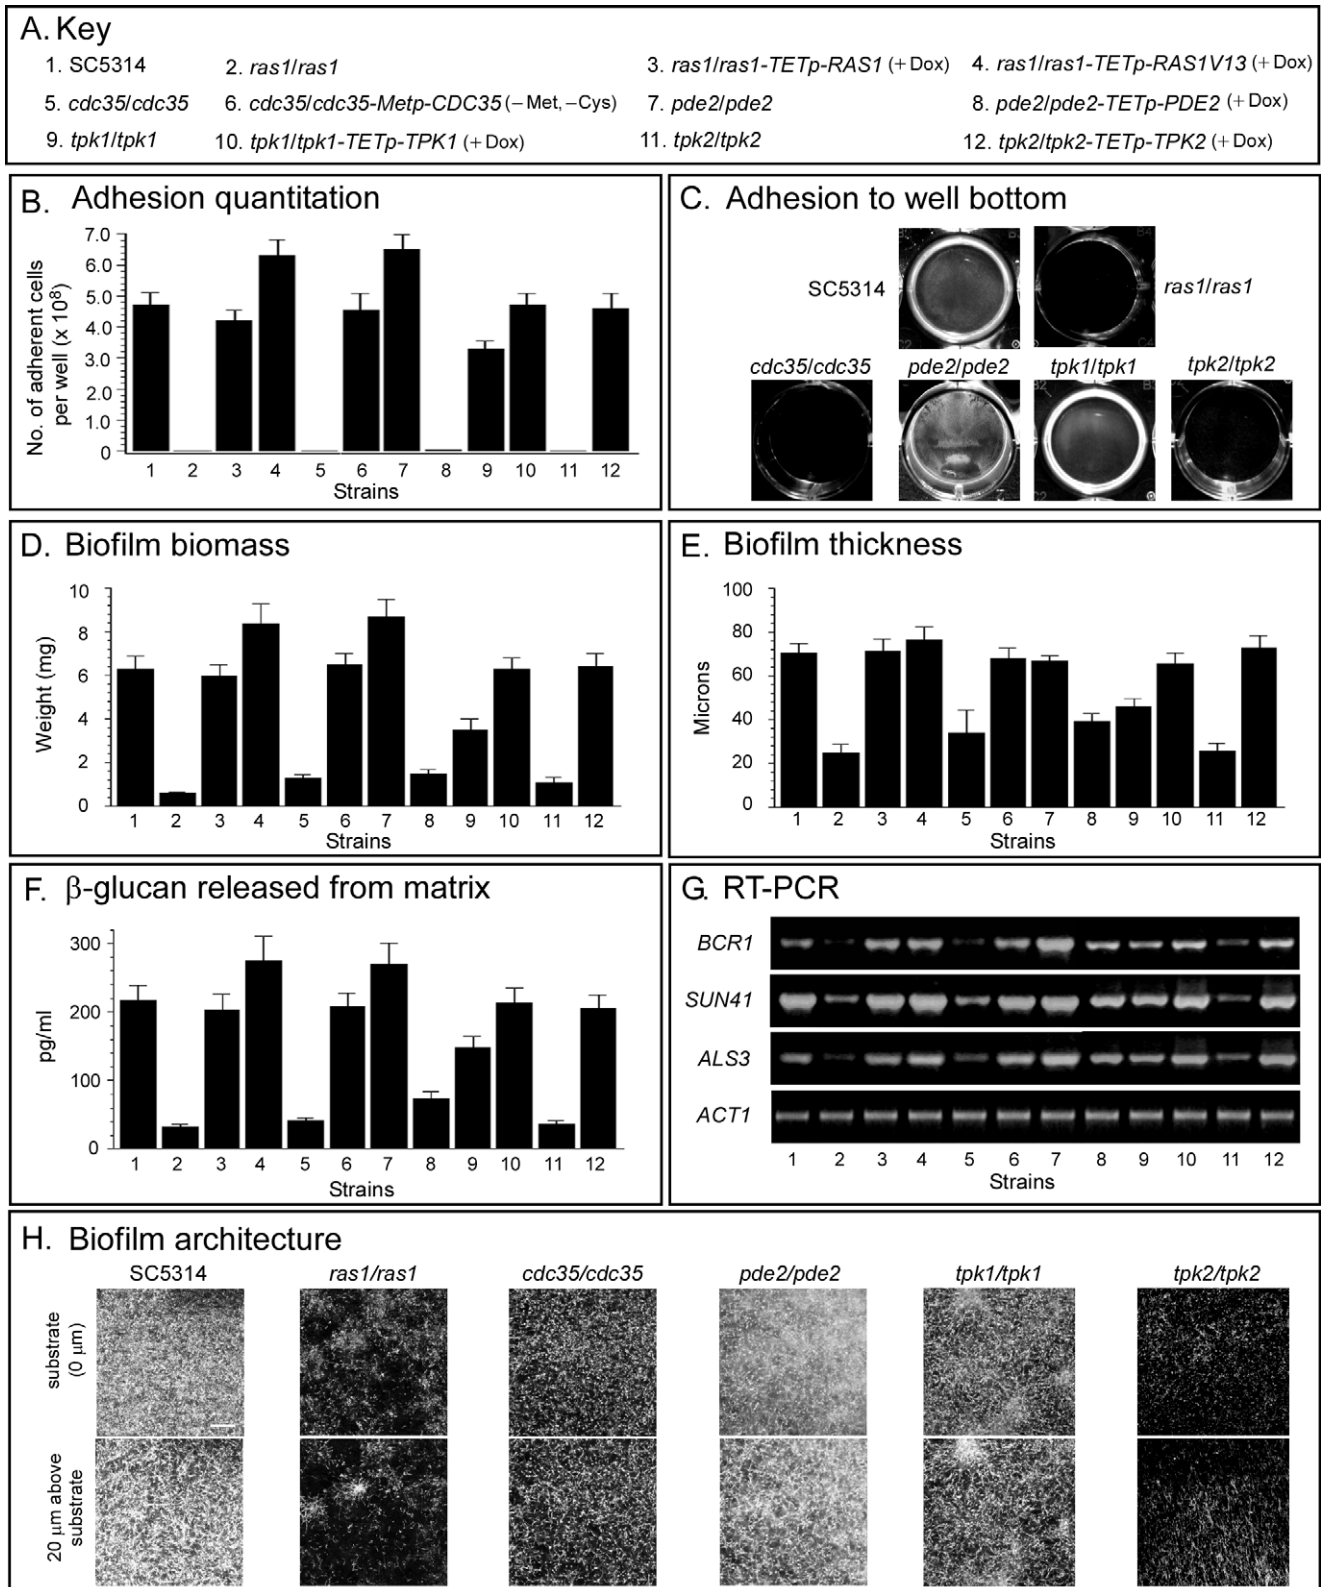 A. Key
1. SC5314 2. ras1/ras1 3. ras1/ras1-TETp-RAS1 (+Dox) 4. ras1/ras1-TETp-RAS1V13 (+Dox)
5. cdc35/cdc35 6. cdc35/cdc35-Metp-CDC35 (−Met, −Cys) 7. pde2/pde2 8. pde2/pde2-TETp-PDE2 (+Dox)
9. tpk1/tpk1 10. tpk1/tpk1-TETp-TPK1 (+Dox) 11. tpk2/tpk2 12. tpk2/tpk2-TETp-TPK2 (+Dox)
B. Adhesion quantitation
No. of adherent cells
per well (x 10⁸)
7.0
6.0
5.0
4.0
3.0
2.0
1.0
0
1 2 3 4 5 6 7 8 9 10 11 12
Strains
C. Adhesion to well bottom
SC5314
ras1/ras1
cdc35/cdc35 pde2/pde2 tpk1/tpk1 tpk2/tpk2
D. Biofilm biomass
Weight (mg)
10
8
6
4
2
0
1 2 3 4 5 6 7 8 9 10 11 12
Strains
E. Biofilm thickness
Microns
100
80
60
40
20
0
1 2 3 4 5 6 7 8 9 10 11 12
Strains
F. β-glucan released from matrix
pg/ml
300
200
100
0
1 2 3 4 5 6 7 8 9 10 11 12
Strains
G. RT-PCR
BCR1
SUN41
ALS3
ACT1
1 2 3 4 5 6 7 8 9 10 11 12
Strains
H. Biofilm architecture
SC5314 ras1/ras1 cdc35/cdc35 pde2/pde2 tpk1/tpk1 tpk2/tpk2
substrate
(0 μm)
20 μm above
substrate